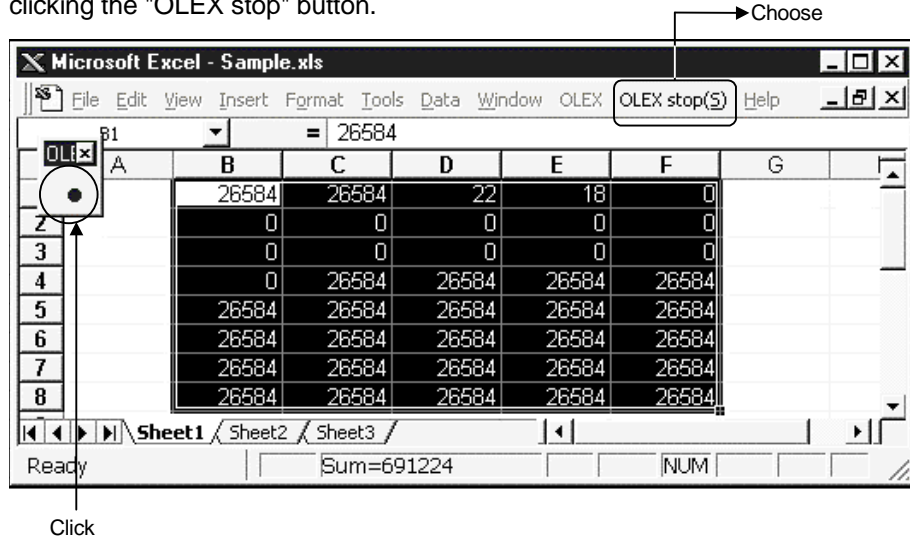 clicking the "OLEX stop" button.
Choose
Microsoft Excel - Sample.xls
File Edit View Insert Format Tools Data Window OLEX OLEX stop(S) Help
B1 = 26584
OLE
A B C D E F G
26584 26584 22 18 0
2 0 0 0 0 0
3 0 0 0 0 0
4 0 26584 26584 26584 26584
5 26584 26584 26584 26584 26584
6 26584 26584 26584 26584 26584
7 26584 26584 26584 26584 26584
8 26584 26584 26584 26584 26584
Sheet1 Sheet2 Sheet3
Ready Sum=691224 NUM
Click